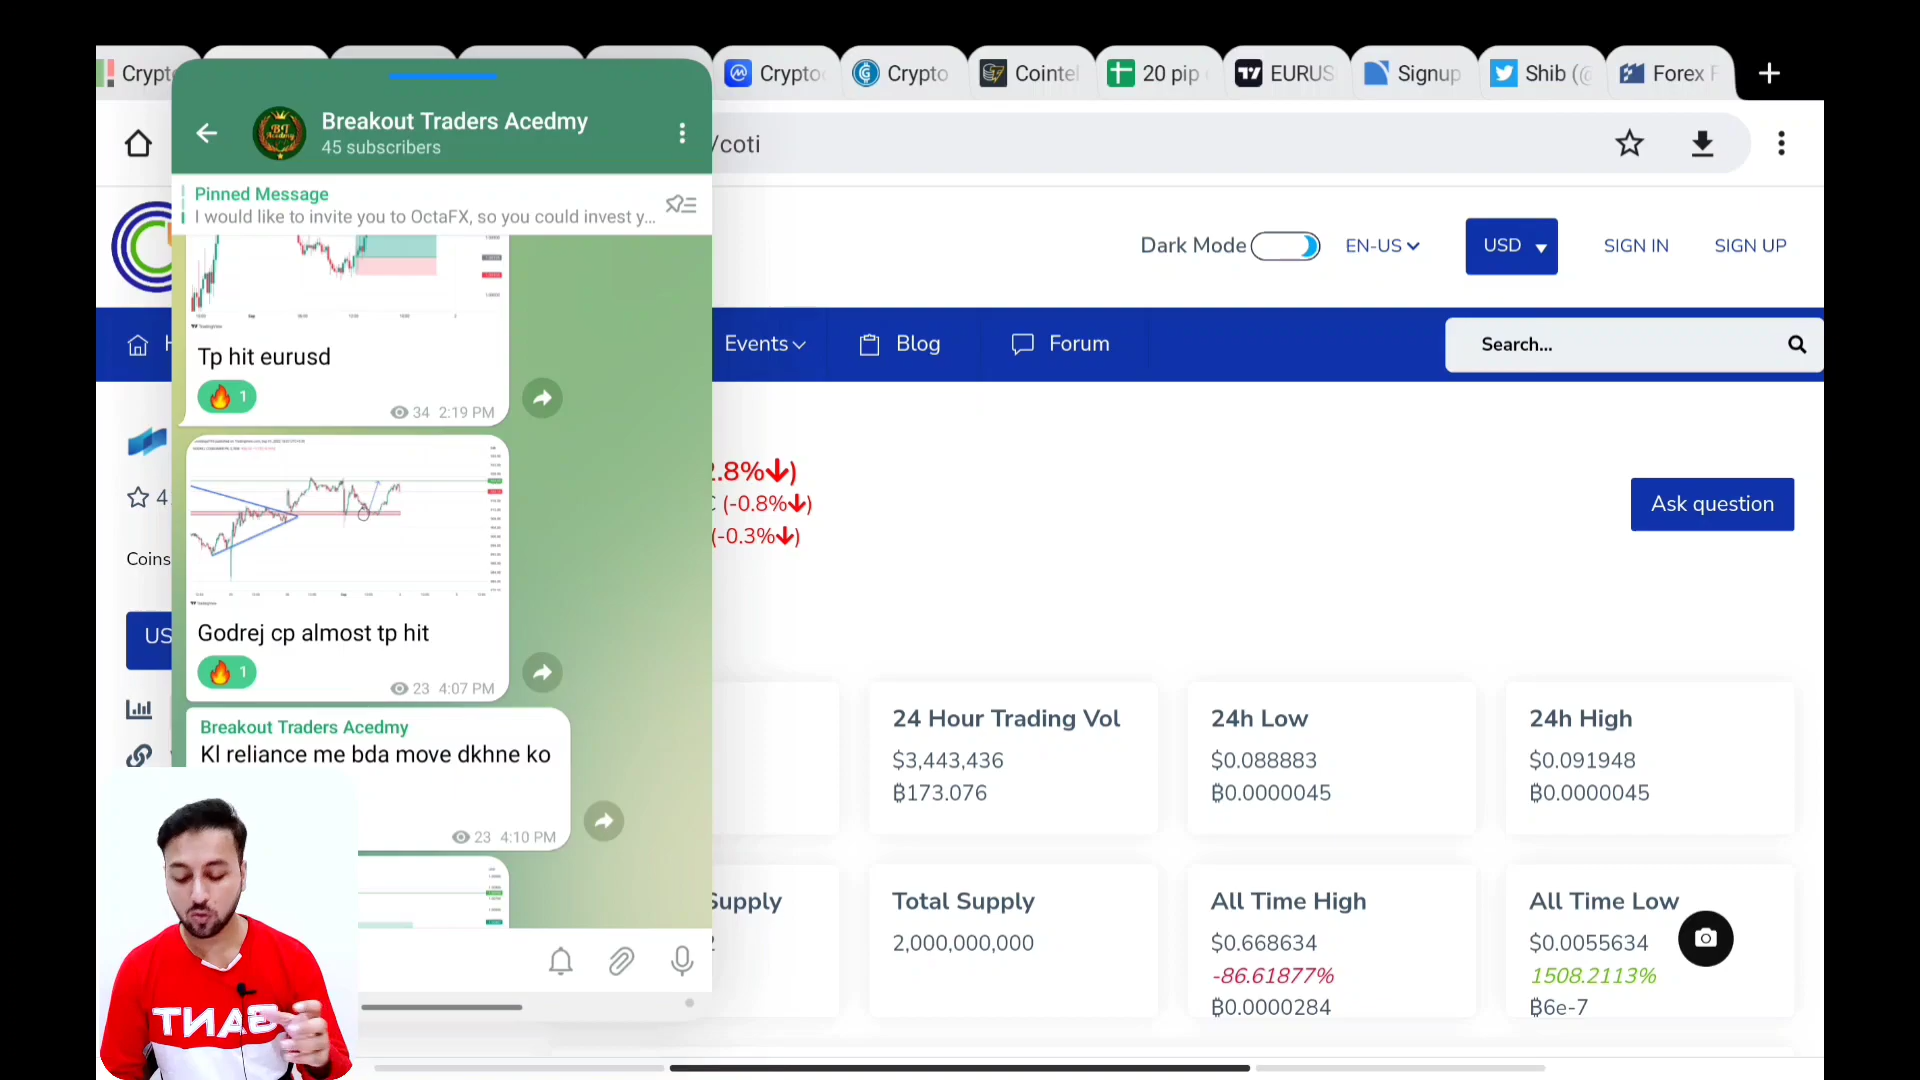 Crypt
Crypto
Crypto
Cointel
20 pip
EURUS
Signup
Shib (@
Forex F
Breakout Traders Acedmy
45 subscribers
/coti
Pinned Message
I would like to invite you to OctaFX, so you could invest y...
Dark Mode
EN-US
USD
SIGN IN
SIGN UP
Events
Blog
Forum
Search...
Tp hit eurusd
1
34 2:19 PM
Godrej cp almost tp hit
1
23 4:07 PM
Breakout Traders Acedmy
Kl reliance me bda move dkhne ko
23 4:10 PM
4
Coins
US
.8%
(-0.8%)
(-0.3%)
Ask question
24 Hour Trading Vol
$3,443,436
₿173.076
24h Low
$0.088883
₿0.0000045
24h High
$0.091948
₿0.0000045
Supply
2
Total Supply
2,000,000,000
All Time High
$0.668634
-86.61877%
₿0.0000284
All Time Low
$0.0055634
1508.2113%
₿6e-7